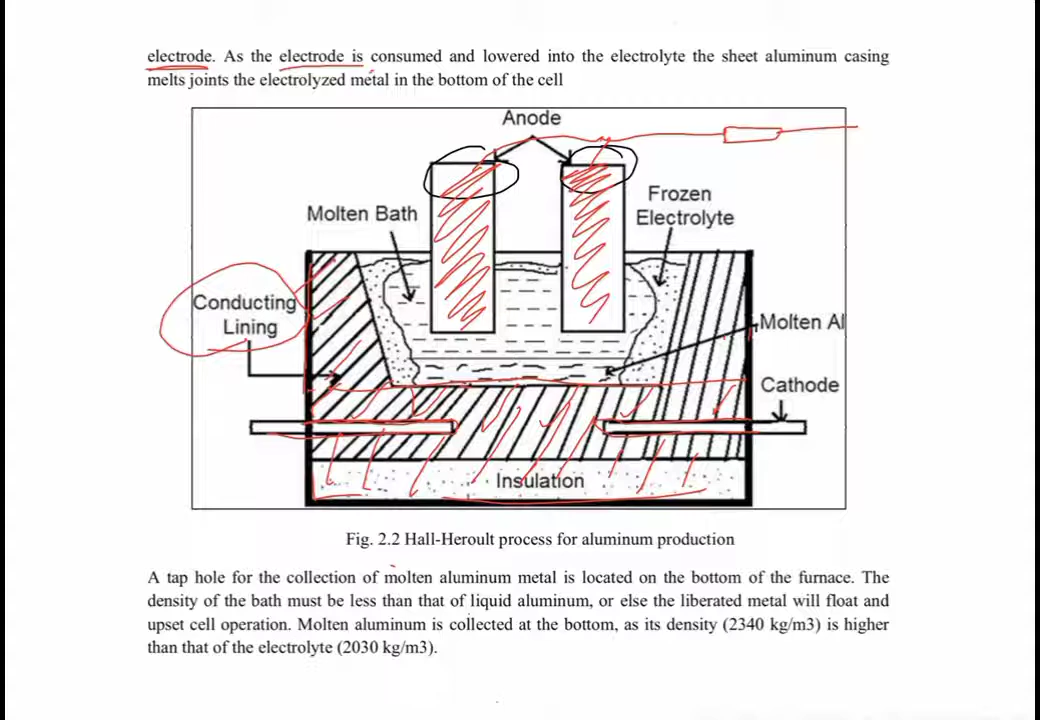 electrode. As the electrode is consumed and lowered into the electrolyte the sheet aluminum casing
melts joints the electrolyzed metal in the bottom of the cell
Anode
Frozen
Electrolyte
Molten Bath
Conducting
Lining
Molten Al
Cathode
Insulation
Fig. 2.2 Hall-Heroult process for aluminum production
A tap hole for the collection of molten aluminum metal is located on the bottom of the furnace. The
density of the bath must be less than that of liquid aluminum, or else the liberated metal will float and
upset cell operation. Molten aluminum is collected at the bottom, as its density (2340 kg/m3) is higher
than that of the electrolyte (2030 kg/m3).